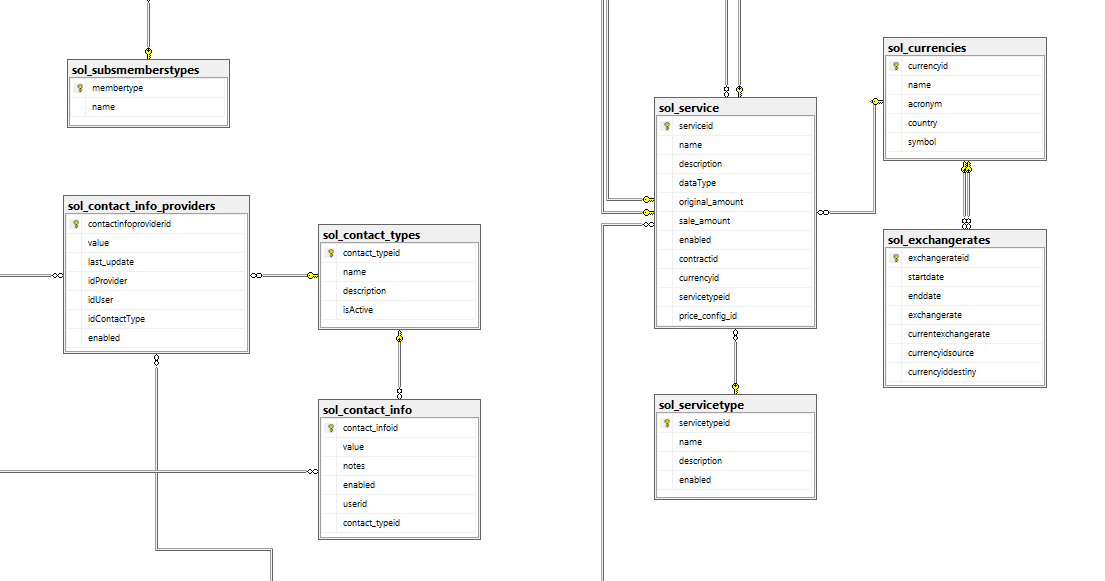 sol_subsmemberstypes
membertype
name
sol_contact_info_providers
contactinfoproviderid
value
last_update
idProvider
idUser
idContactType
enabled
sol_contact_types
contact_typeid
name
description
isActive
sol_contact_info
contact_infoid
value
notes
enabled
userid
contact_typeid
sol_service
serviceid
name
description
dataType
original_amount
sale_amount
enabled
contractid
currencyid
servicetypeid
price_config_id
sol_servicetype
servicetypeid
name
description
enabled
sol_currencies
currencyid
name
acronym
country
symbol
sol_exchangerates
exchangerateid
startdate
enddate
exchangerate
currentexchangerate
currencyidsource
currencyiddestiny